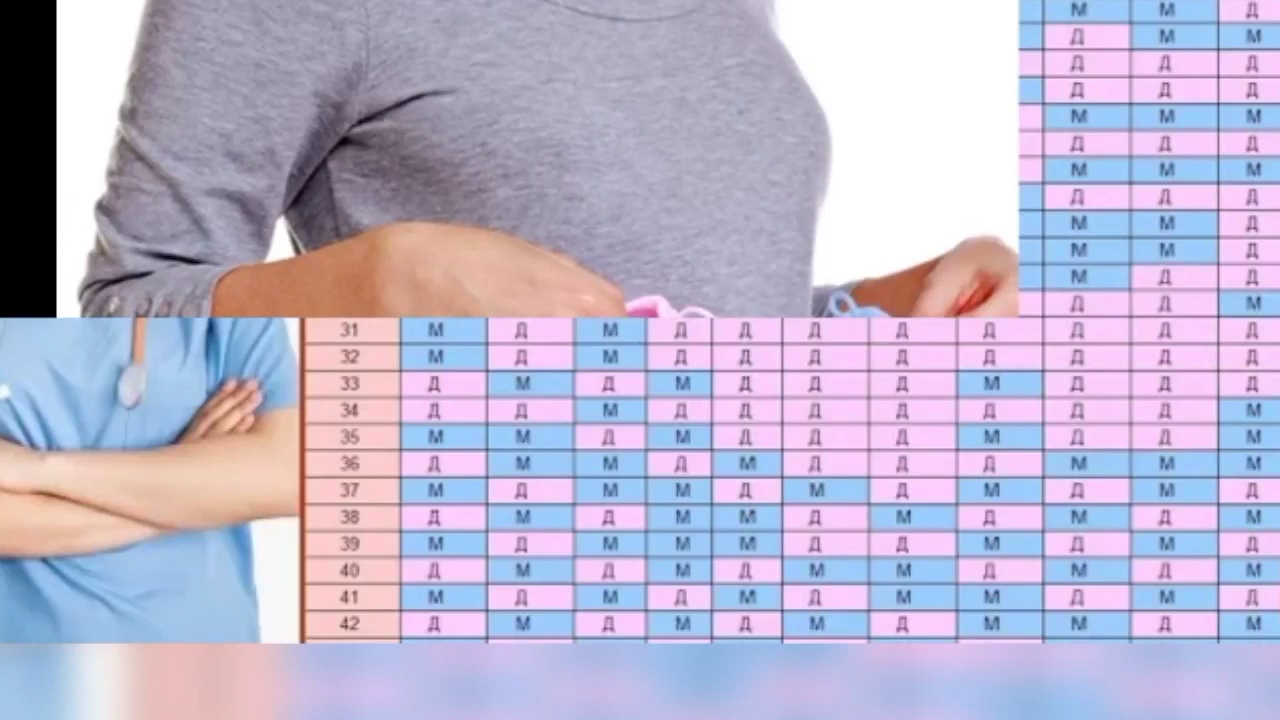 М М Д
Д М М
Д Д Д
Д Д Д
М М М
Д Д Д
М М М
Д Д Д
М М Д
М М Д
М Д Д
Д Д М
31 М Д М Д Д Д Д Д Д Д Д
32 М Д М Д Д Д Д Д Д Д Д
33 Д М Д М Д Д Д М Д Д Д
34 Д Д М Д Д Д Д Д Д Д М
35 М М Д М Д Д Д М Д Д М
36 Д М М Д М Д Д Д М М М
37 М Д М М Д М Д М Д М Д
38 Д М Д М М Д М Д М Д М
39 М Д М М М Д Д М Д М Д
40 Д М Д М Д М М Д М Д М
41 М Д М Д М Д М М Д М Д
42 Д М Д М Д М Д М М Д М